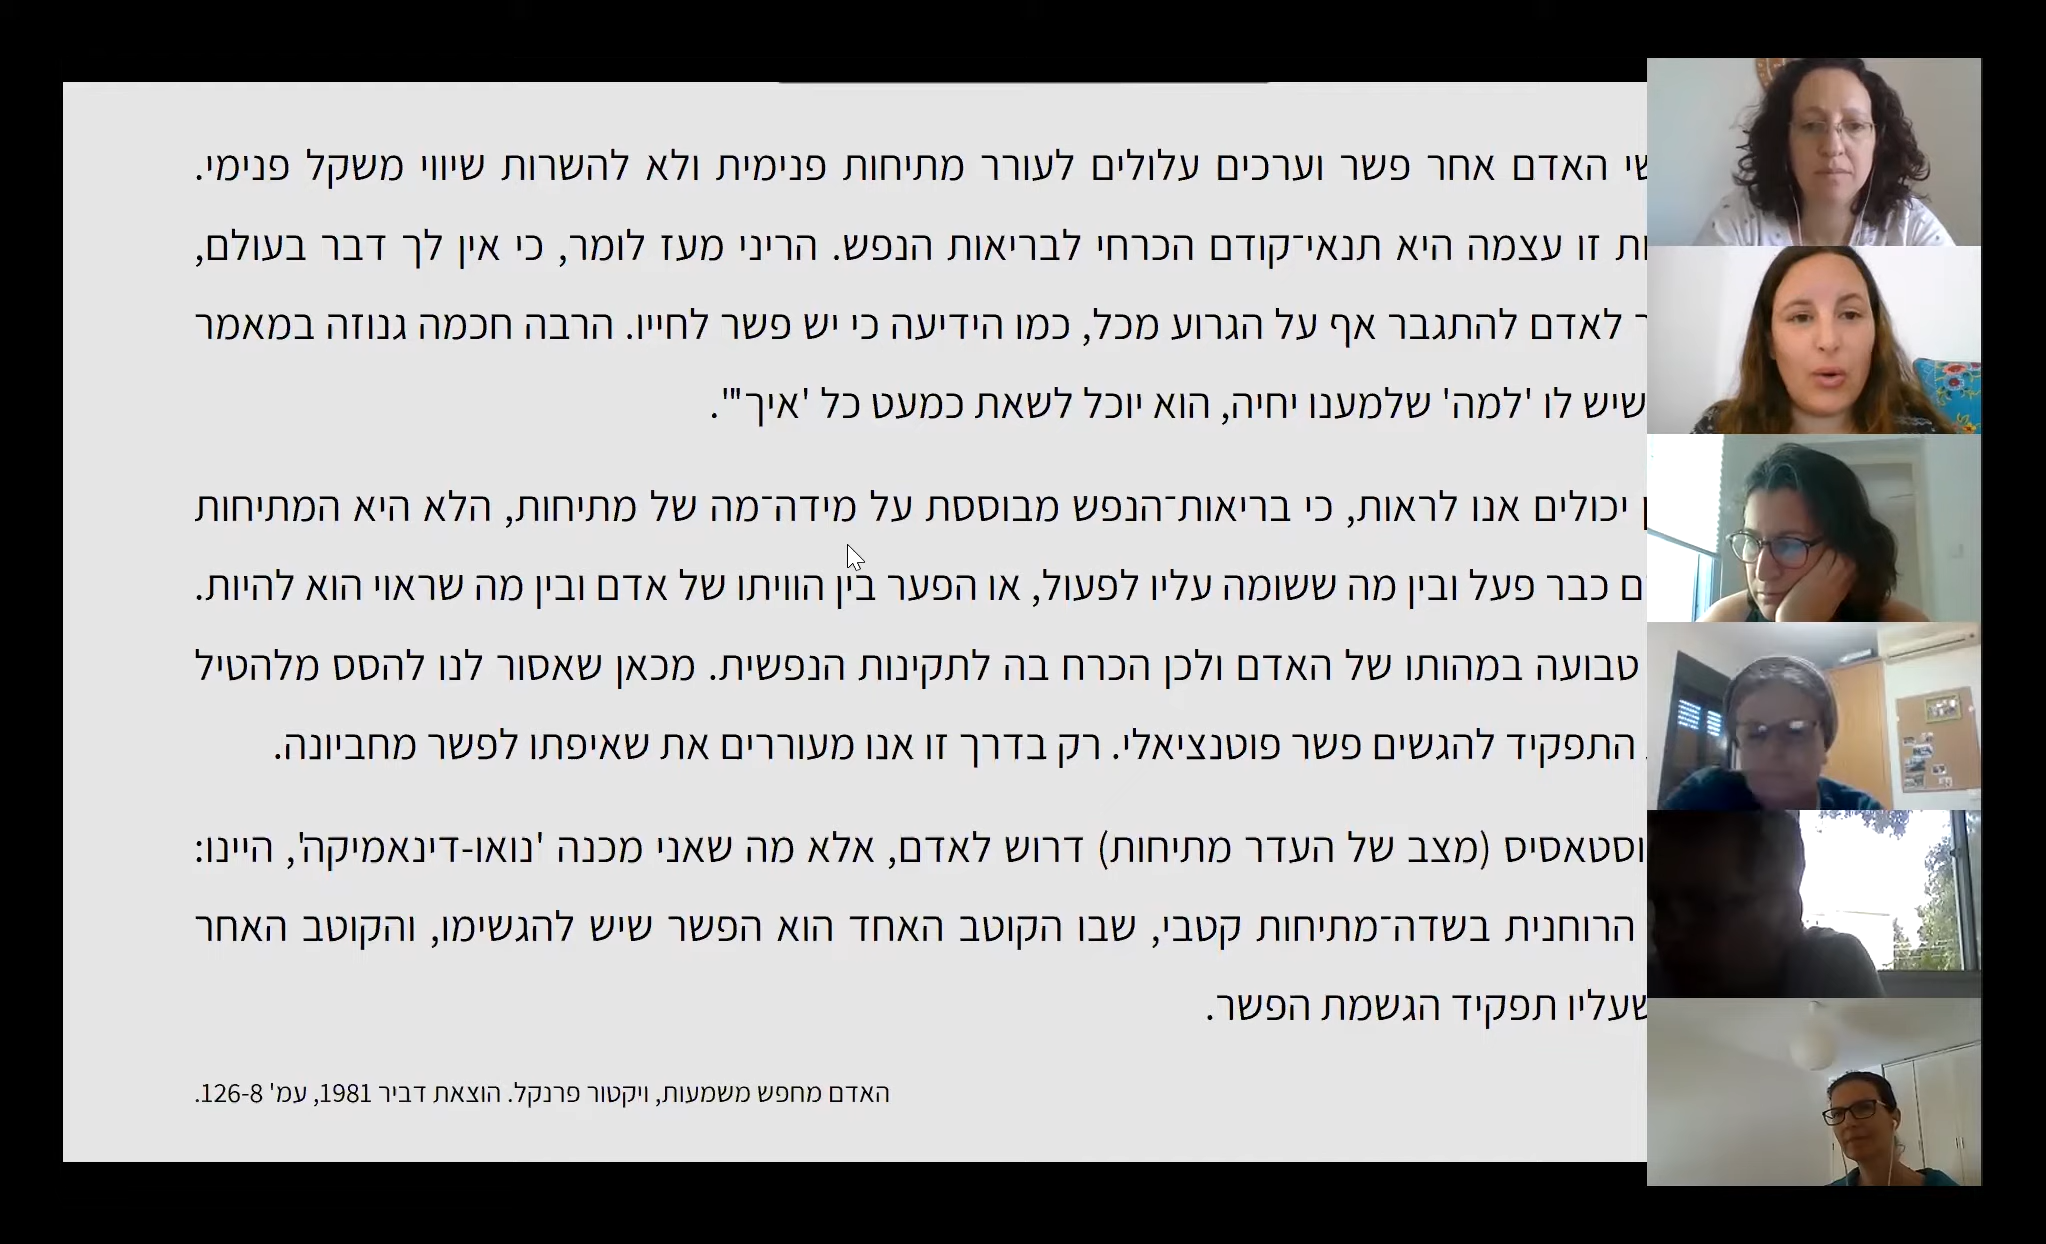 האדם אחר פשר וערכים עלולים לעורר מתיחות פנימית ולא להשרות שיווי משקל פנימי.
זו עצמה היא תנאי־קודם הכרחי לבריאות הנפש. הריני מעז לומר, כי אין לך דבר בעולם,
לאדם להתגבר אף על הגרוע מכל, כמו הידיעה כי יש פשר לחייו. הרבה חכמה גנוזה במאמר
שיש לו 'למה' שלמענו יחיה, הוא יוכל לשאת כמעט כל 'איך'".
יכולים אנו לראות, כי בריאות־הנפש מבוססת על מידה־מה של מתיחות, הלא היא המתיחות
כבר פעל ובין מה ששומה עליו לפעול, או הפער בין הוויתו של אדם ובין מה שראוי הוא להיות.
טבועה במהותו של האדם ולכן הכרח בה לתקינות הנפשית. מכאן שאסור לנו להסס מלהטיל
התפקיד להגשים פשר פוטנציאלי. רק בדרך זו אנו מעוררים את שאיפתו לפשר מחביונה.
(מצב של העדר מתיחות) דרוש לאדם, אלא מה שאני מכנה 'נואו-דינאמיקה', היינו:
הרוחנית בשדה־מתיחות קטבי, שבו הקוטב האחד הוא הפשר שיש להגשימו, והקוטב האחר
שעליו תפקיד הגשמת הפשר.
האדם מחפש משמעות, ויקטור פרנקל. הוצאת דביר 1981, עמ' 126-8.